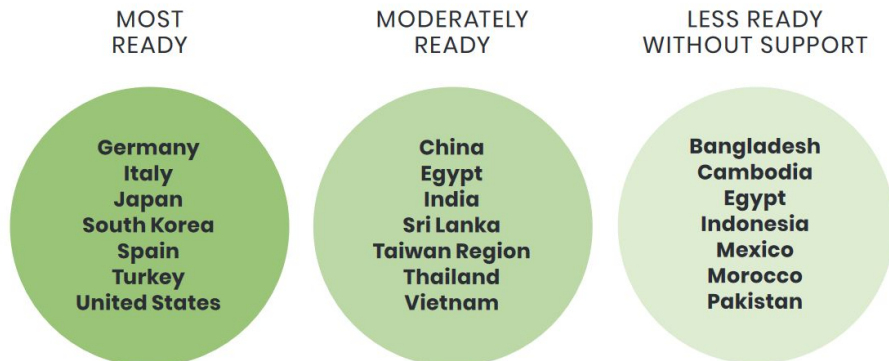 MOST
READY
Germany
Italy
Japan
South Korea
Spain
Turkey
United States
MODERATELY
READY
China
Egypt
India
Sri Lanka
Taiwan Region
Thailand
Vietnam
LESS READY
WITHOUT SUPPORT
Bangladesh
Cambodia
Egypt
Indonesia
Mexico
Morocco
Pakistan